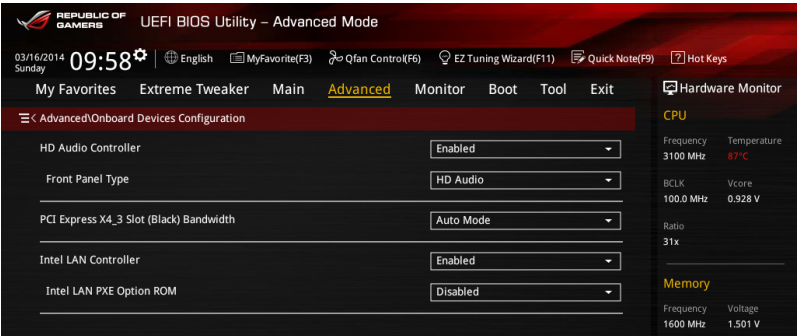 REPUBLIC OF
GAMERS
UEFI BIOS Utility – Advanced Mode
03/16/2014
Sunday
09:58
English
MyFavorite(F3)
Qfan Control(F6)
EZ Tuning Wizard(F11)
Quick Note(F9)
? Hot Keys
My Favorites
Extreme Tweaker
Main
Advanced
Monitor
Boot
Tool
Exit
Advanced\Onboard Devices Configuration
HD Audio Controller
Enabled
Front Panel Type
HD Audio
PCI Express X4_3 Slot (Black) Bandwidth
Auto Mode
Intel LAN Controller
Enabled
Intel LAN PXE Option ROM
Disabled
Hardware Monitor
CPU
Frequency Temperature
3100 MHz 87°C
BCLK Vcore
100.0 MHz 0.928 V
Ratio
31x
Memory
Frequency Voltage
1600 MHz 1.501 V